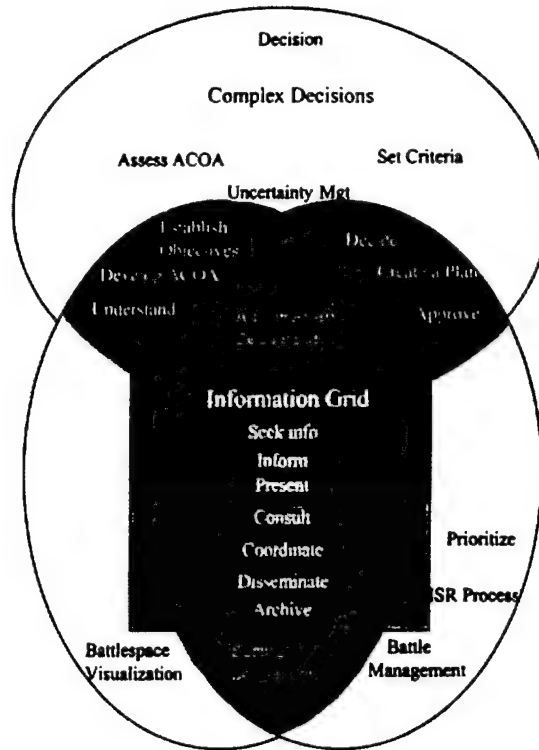 Decision
Complex Decisions
Assess ACOA
Set Criteria
Uncertainty Mgt
Establish
Objectives
Decide
Develop ACOA
Create a Plan
Understand
Approve
Information Grid
Seek info
Inform
Present
Consult
Coordinate
Disseminate
Archive
Prioritize
ISR Process
Battlespace
Visualization
Battle
Management